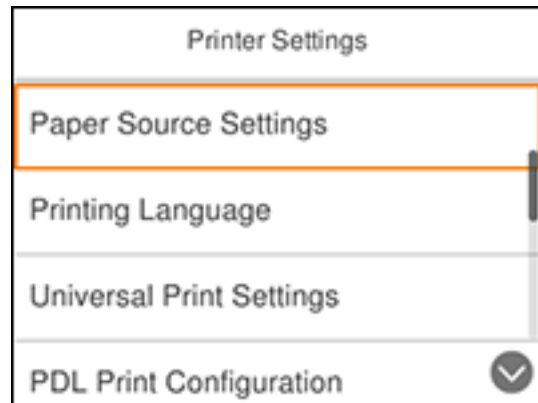 Printer Settings
Paper Source Settings
Printing Language
Universal Print Settings
PDL Print Configuration